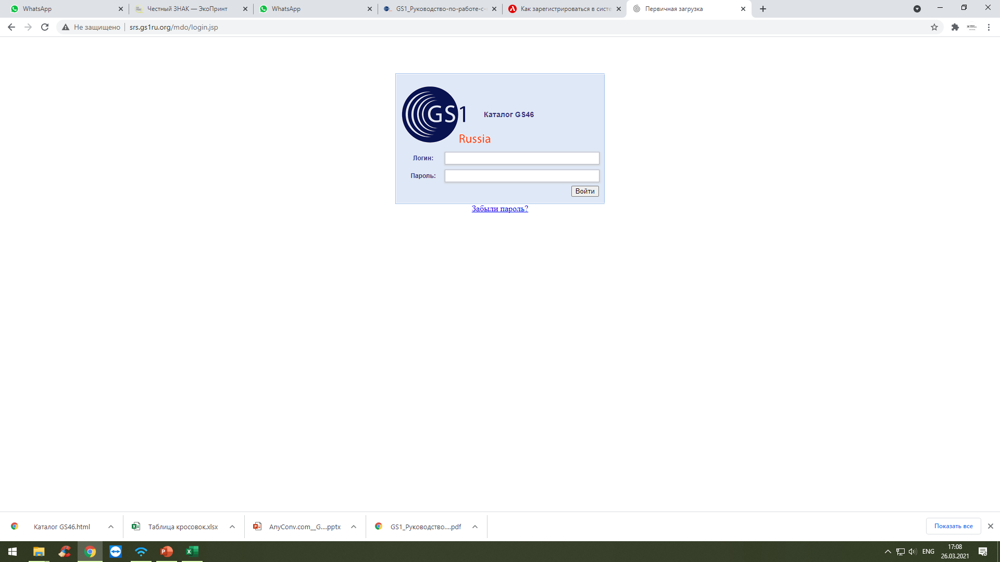 WhatsApp
Честный ЗНАК — ЭкоПринт
WhatsApp
GS1_Руководство-по-работе-с-
Как зарегистрироваться в систе
Первичная загрузка
Не защищено
srs.gs1ru.org/mdo/login.jsp
GS1
Russia
Каталог GS46
Логин:
Пароль:
Войти
Забыли пароль?
Каталог GS46.html
Таблица кросовок.xlsx
AnyConv.com__G....pptx
GS1_Руководство....pdf
Показать все
ENG
17:08
26.03.2021